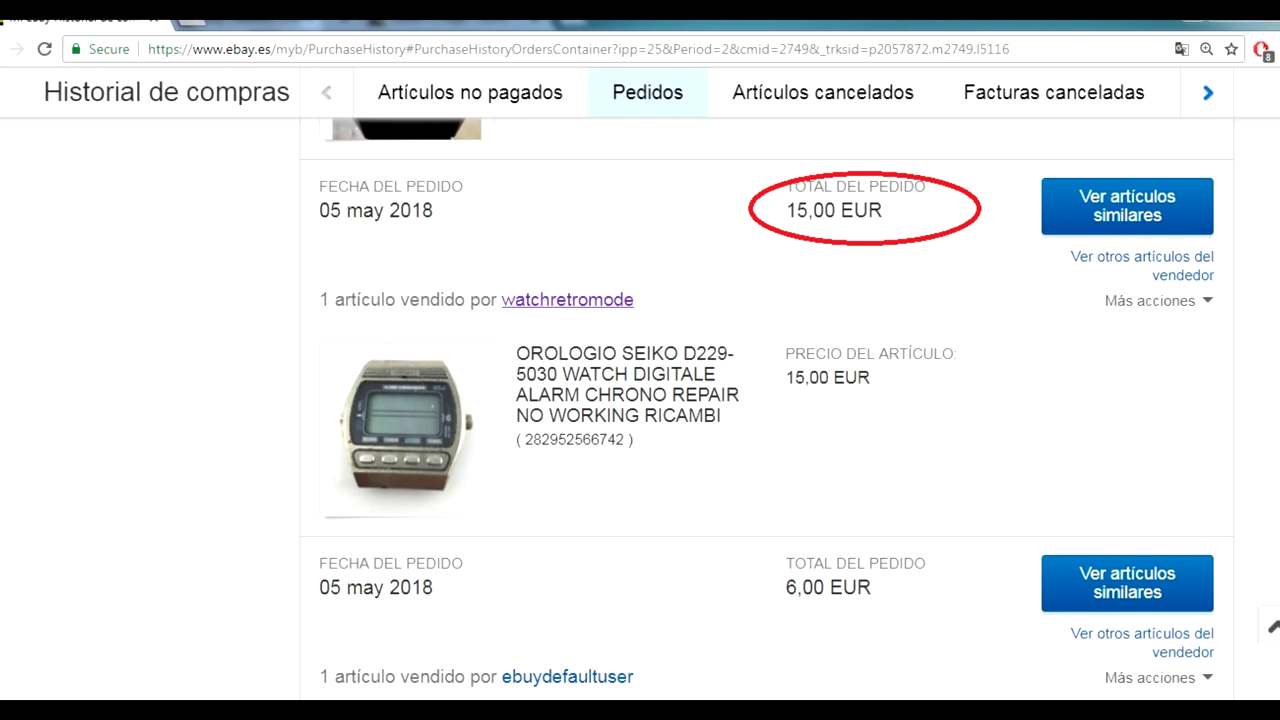 Secure
https://www.ebay.es/myb/PurchaseHistory#PurchaseHistoryOrdersContainer?ipp=25&Period=2&cmid=2749&_trksid=p2057872.m2749.l5116
8
Historial de compras
Artículos no pagados
Pedidos
Artículos cancelados
Facturas canceladas
FECHA DEL PEDIDO
05 may 2018
TOTAL DEL PEDIDO
15,00 EUR
Ver artículos
similares
Ver otros artículos del
vendedor
Más acciones
1 artículo vendido por watchretromode
OROLOGIO SEIKO D229-
5030 WATCH DIGITALE
ALARM CHRONO REPAIR
NO WORKING RICAMBI
( 282952566742 )
PRECIO DEL ARTÍCULO:
15,00 EUR
FECHA DEL PEDIDO
05 may 2018
TOTAL DEL PEDIDO
6,00 EUR
Ver artículos
similares
Ver otros artículos del
vendedor
Más acciones
1 artículo vendido por ebuydefaultuser